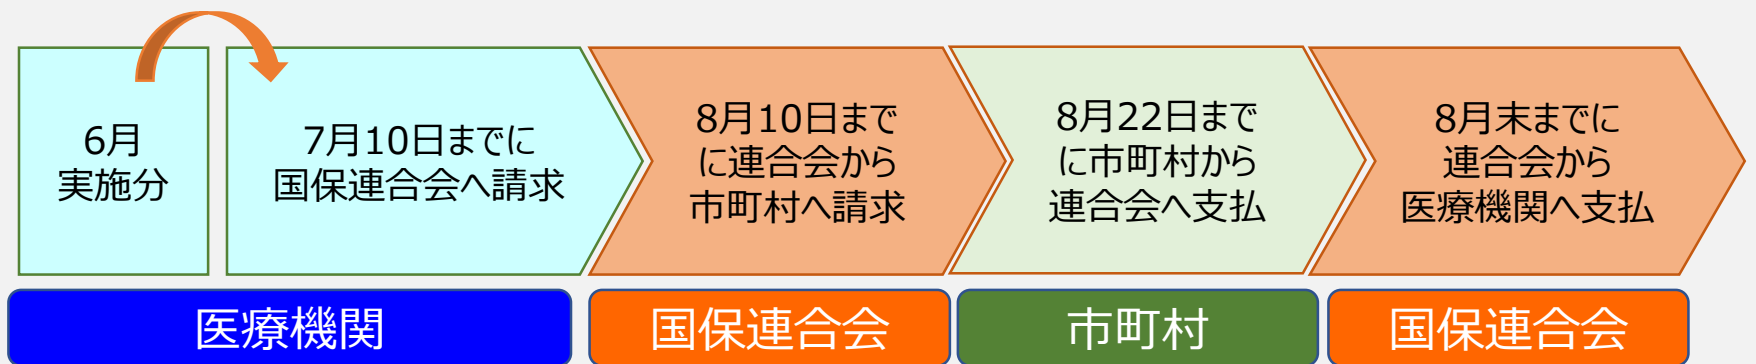 6月
実施分
7月10日までに
国保連合会へ請求
8月10日まで
に連合会から
市町村へ請求
8月22日まで
に市町村から
連合会へ支払
8月末までに
連合会から
医療機関へ支払
医療機関
国保連合会
市町村
国保連合会